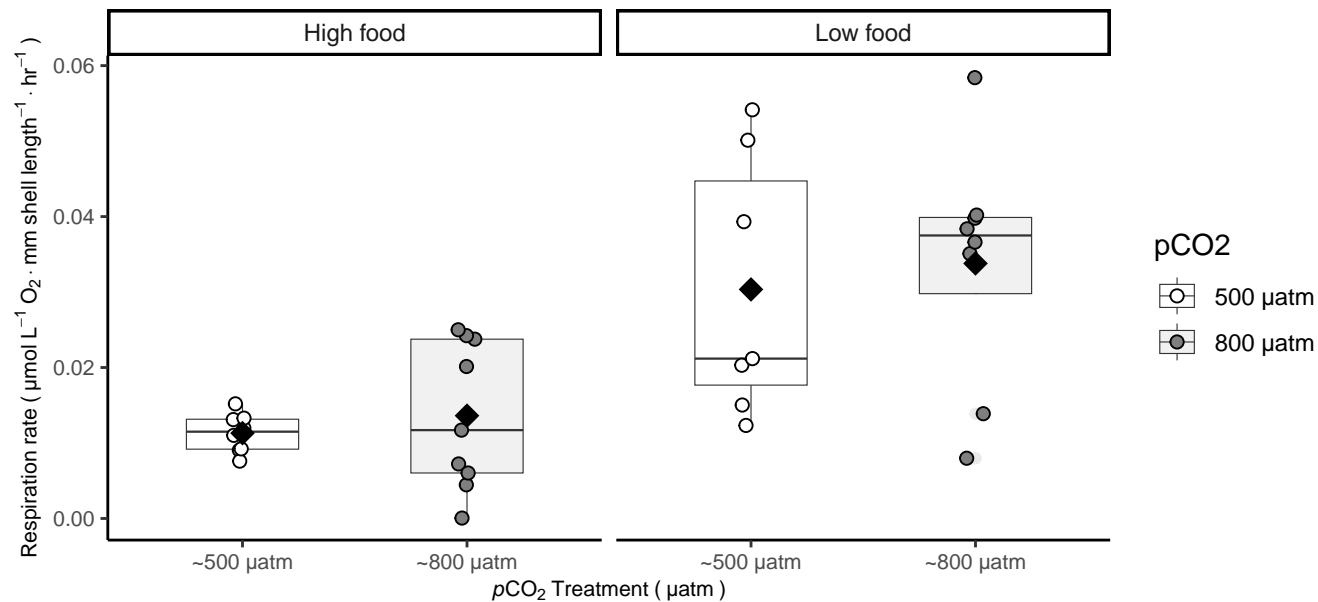 High food
Low food
Respiration rate ( µmol L⁻¹ O₂ · mm shell length⁻¹ · hr⁻¹ )
0.06
0.04
0.02
0.00
~500 µatm
~800 µatm
~500 µatm
~800 µatm
pCO₂ Treatment ( µatm )
pCO2
500 µatm
800 µatm